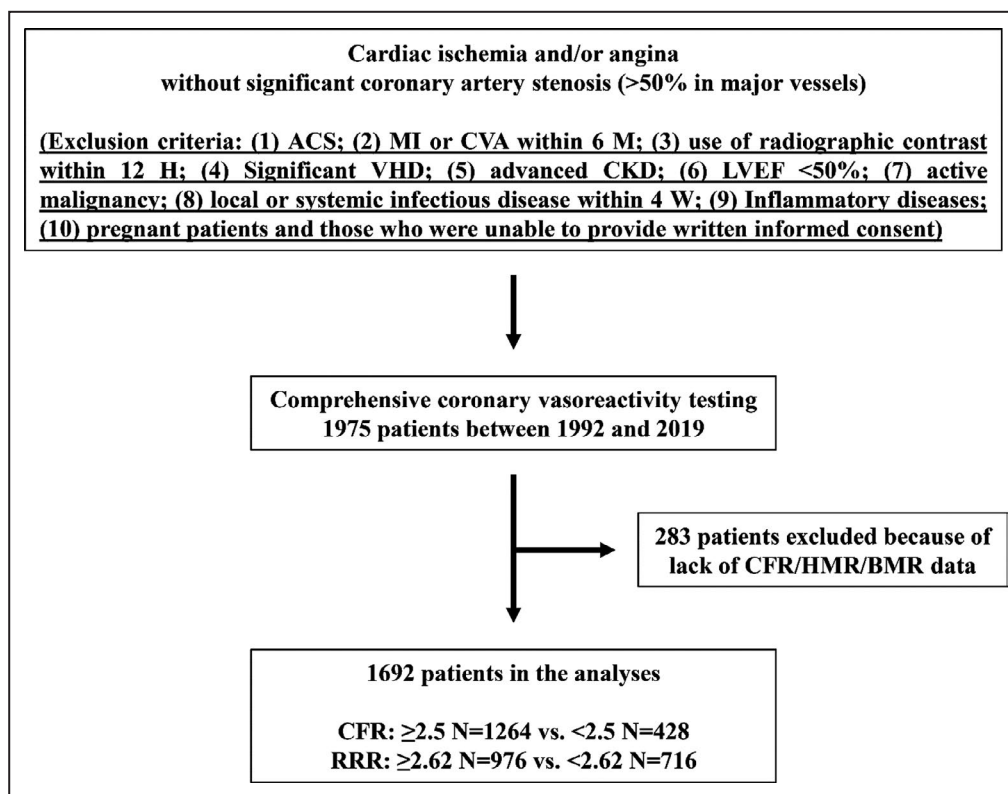 Cardiac ischemia and/or angina
without significant coronary artery stenosis (>50% in major vessels)
(Exclusion criteria: (1) ACS; (2) MI or CVA within 6 M; (3) use of radiographic contrast
within 12 H; (4) Significant VHD; (5) advanced CKD; (6) LVEF <50%; (7) active
malignancy; (8) local or systemic infectious disease within 4 W; (9) Inflammatory diseases;
(10) pregnant patients and those who were unable to provide written informed consent)
Comprehensive coronary vasoreactivity testing
1975 patients between 1992 and 2019
283 patients excluded because of
lack of CFR/HMR/BMR data
1692 patients in the analyses
CFR: ≥2.5 N=1264 vs. <2.5 N=428
RRR: ≥2.62 N=976 vs. <2.62 N=716